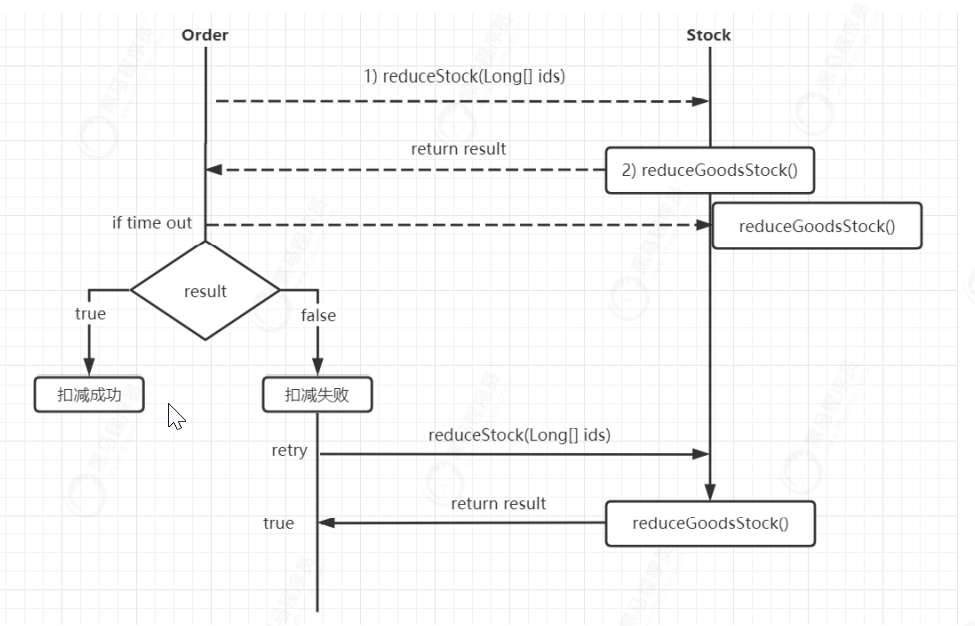 Order
Stock
1) reduceStock(Long[] ids)
return result
2) reduceGoodsStock()
if time out
reduceGoodsStock()
result
true
false
扣减成功
扣减失败
reduceStock(Long[] ids)
retry
return result
true
reduceGoodsStock()